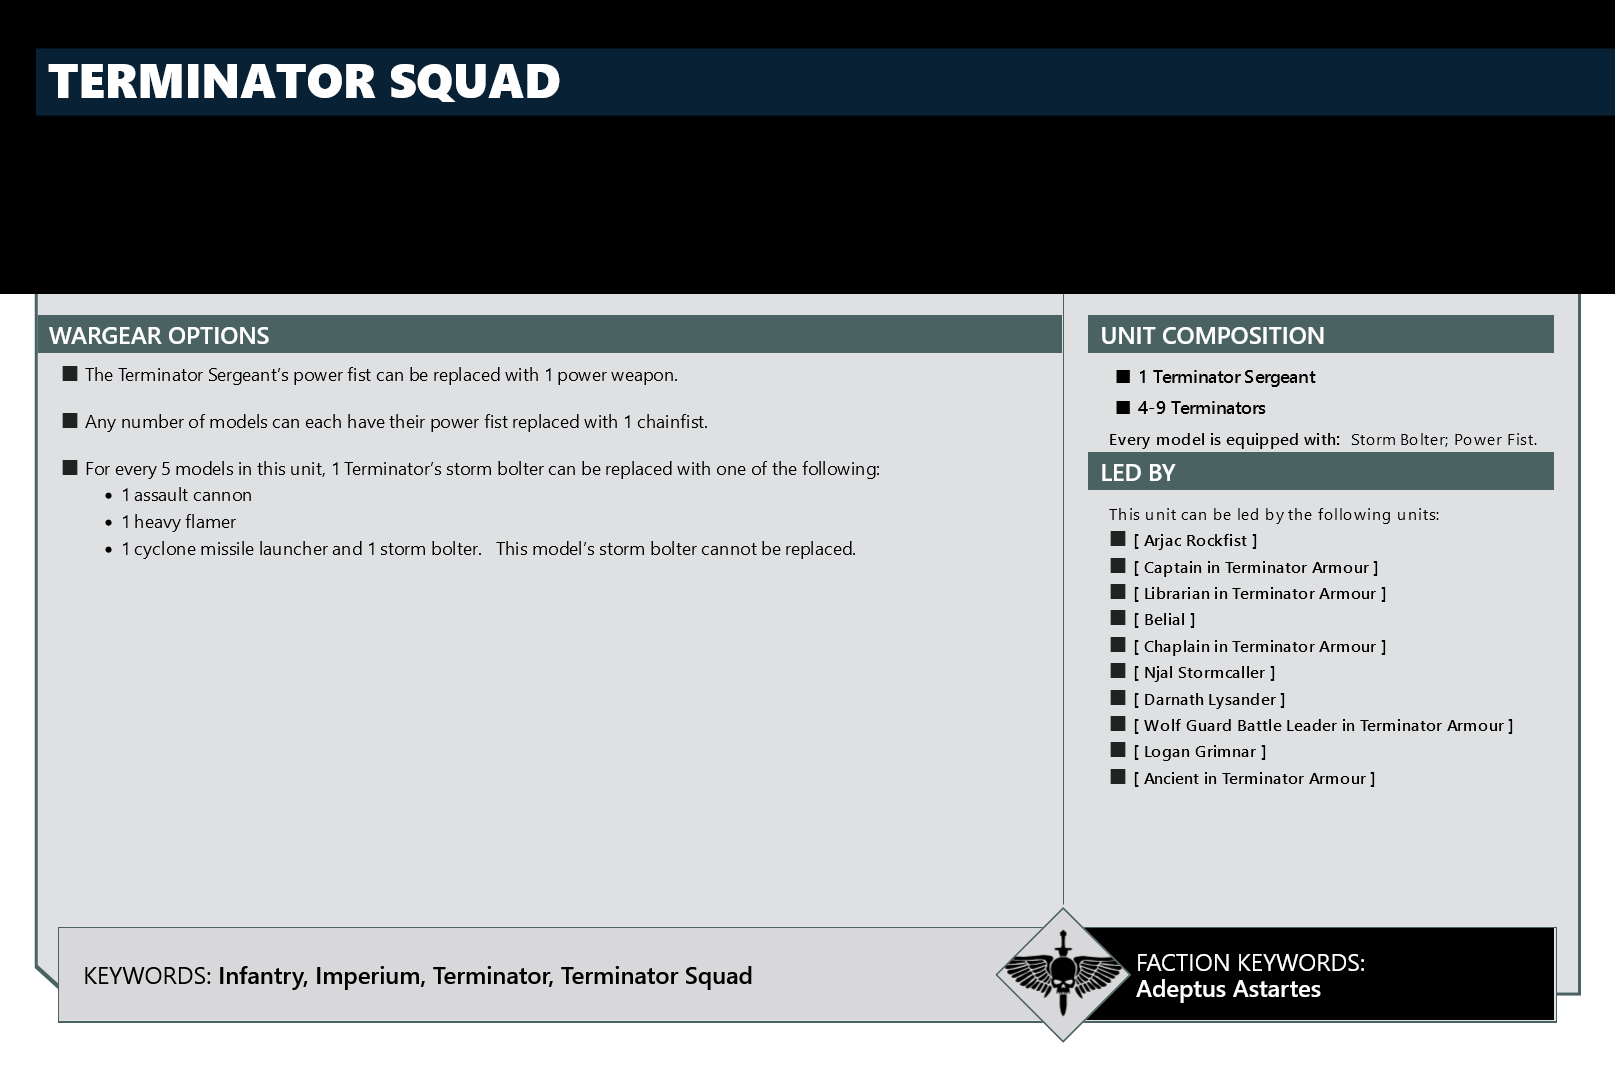 TERMINATOR SQUAD
WARGEAR OPTIONS
■ The Terminator Sergeant's power fist can be replaced with 1 power weapon.
■ Any number of models can each have their power fist replaced with 1 chainfist.
■ For every 5 models in this unit, 1 Terminator's storm bolter can be replaced with one of the following:
• 1 assault cannon
• 1 heavy flamer
• 1 cyclone missile launcher and 1 storm bolter. This model's storm bolter cannot be replaced.
UNIT COMPOSITION
■ 1 Terminator Sergeant
■ 4-9 Terminators
Every model is equipped with: Storm Bolter; Power Fist.
LED BY
This unit can be led by the following units:
■ [ Arjac Rockfist ]
■ [ Captain in Terminator Armour ]
■ [ Librarian in Terminator Armour ]
■ [ Belial ]
■ [ Chaplain in Terminator Armour ]
■ [ Njal Stormcaller ]
■ [ Darnath Lysander ]
■ [ Wolf Guard Battle Leader in Terminator Armour ]
■ [ Logan Grimnar ]
■ [ Ancient in Terminator Armour ]
KEYWORDS: Infantry, Imperium, Terminator, Terminator Squad
FACTION KEYWORDS:
Adeptus Astartes